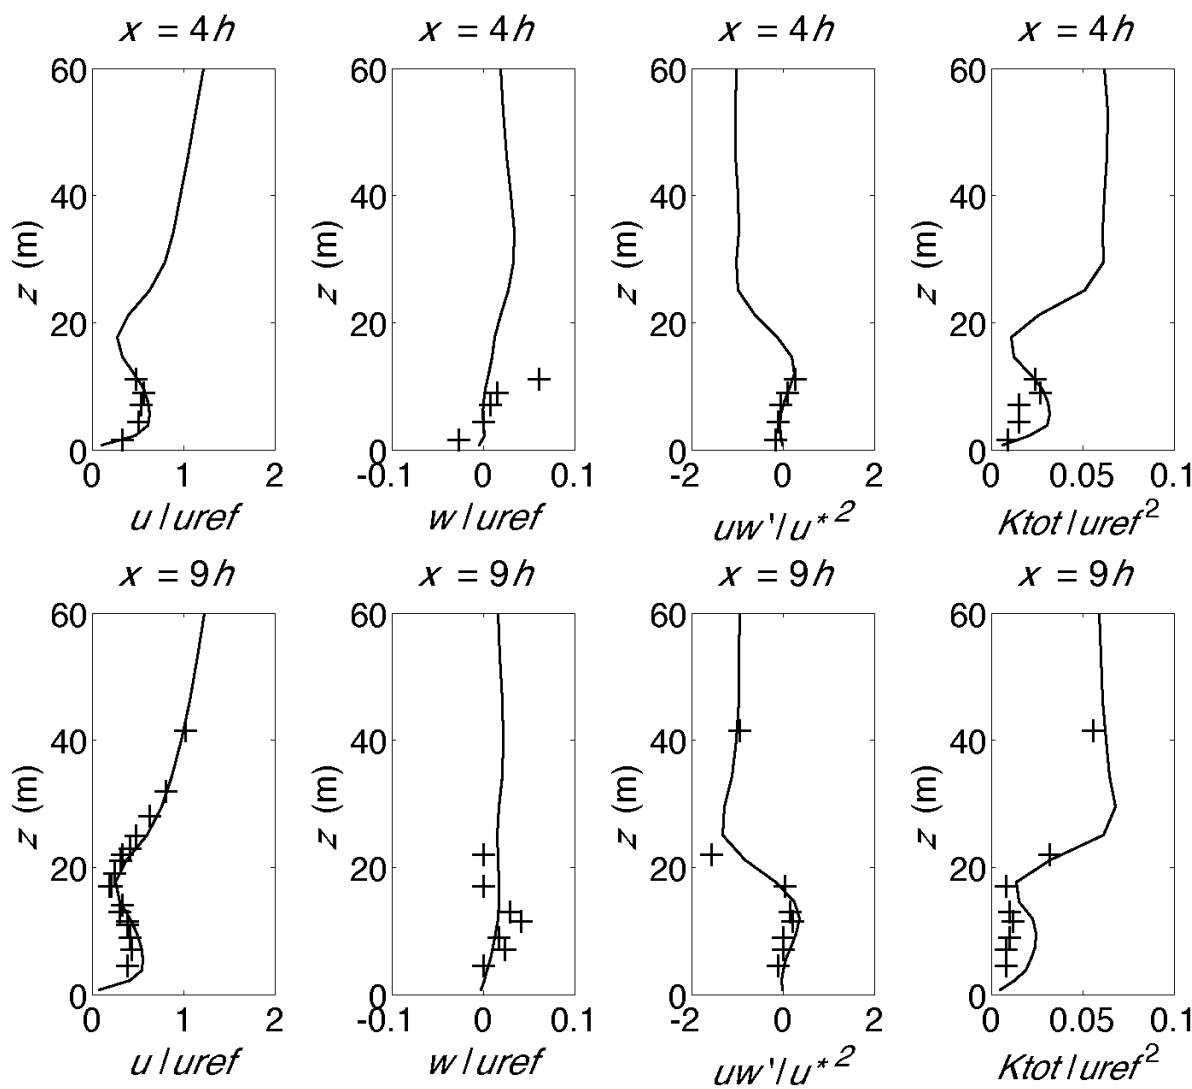 x = 4h x = 4h x = 4h x = 4h
60 60 60 60
40 40 40 40
z (m) z (m) z (m) z (m)
20 20 20 20
0 0 0 0
0 1 2 -0.1 0 0.1 -2 0 2 0 0.05 0.1
u/uref w/uref uw'/u*² Ktot/uref²
x = 9h x = 9h x = 9h x = 9h
60 60 60 60
40 40 40 40
z (m) z (m) z (m) z (m)
20 20 20 20
0 0 0 0
0 1 2 -0.1 0 0.1 -2 0 2 0 0.05 0.1
u/uref w/uref uw'/u*² Ktot/uref²